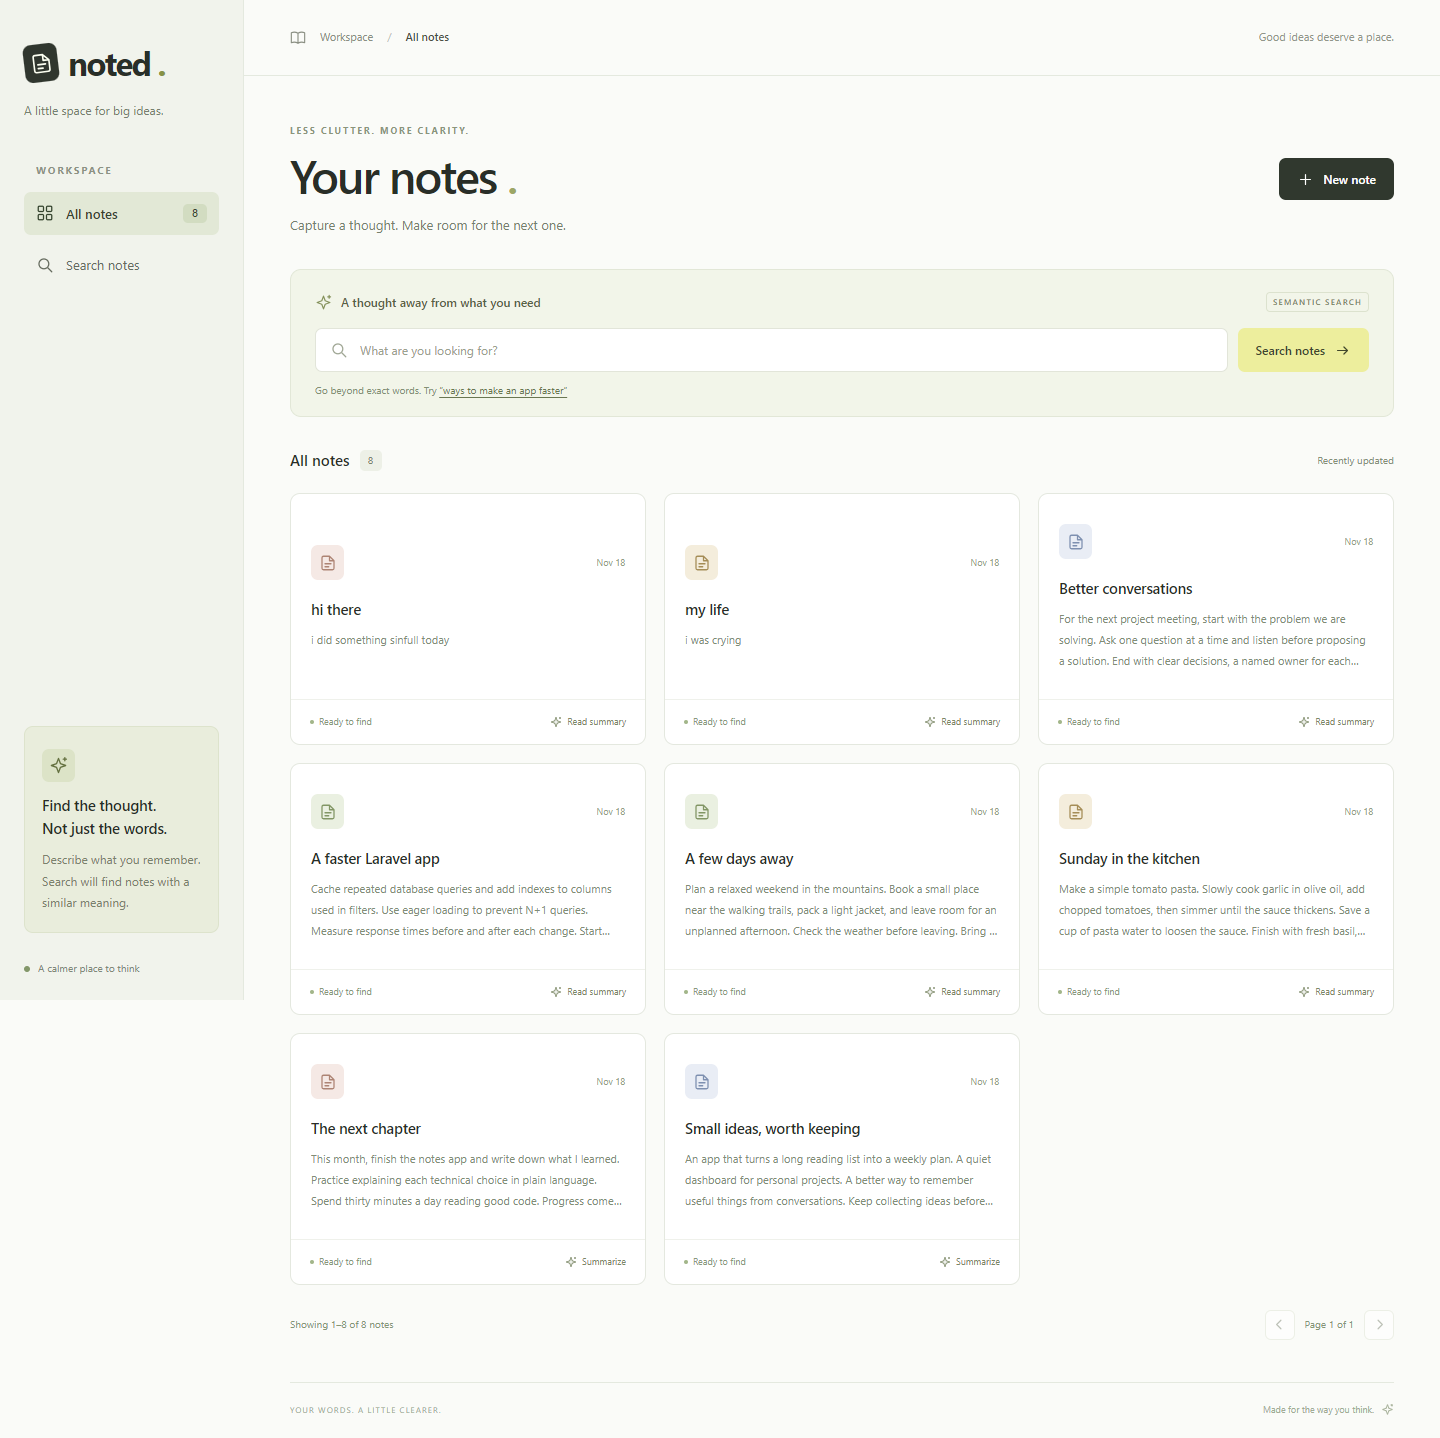 noted.
A little space for big ideas.
WORKSPACE
All notes 8
Search notes
Find the thought.
Not just the words.
Describe what you remember.
Search will find notes with a
similar meaning.
A calmer place to think
Workspace / All notes
Good ideas deserve a place.
LESS CLUTTER. MORE CLARITY.
Your notes.
Capture a thought. Make room for the next one.
New note
A thought away from what you need
SEMANTIC SEARCH
What are you looking for?
Search notes
Go beyond exact words. Try "ways to make an app faster"
All notes 8
Recently updated
Nov 18
hi there
i did something sinfull today
Ready to find
Read summary
Nov 18
my life
i was crying
Ready to find
Read summary
Nov 18
Better conversations
For the next project meeting, start with the problem we are
solving. Ask one question at a time and listen before proposing
a solution. End with clear decisions, a named owner for each...
Ready to find
Read summary
Nov 18
A faster Laravel app
Cache repeated database queries and add indexes to columns
used in filters. Use eager loading to prevent N+1 queries.
Measure response times before and after each change. Start...
Ready to find
Read summary
Nov 18
A few days away
Plan a relaxed weekend in the mountains. Book a small place
near the walking trails, pack a light jacket, and leave room for an
unplanned afternoon. Check the weather before leaving. Bring ...
Ready to find
Read summary
Nov 18
Sunday in the kitchen
Make a simple tomato pasta. Slowly cook garlic in olive oil, add
chopped tomatoes, then simmer until the sauce thickens. Save a
cup of pasta water to loosen the sauce. Finish with fresh basil,...
Ready to find
Read summary
Nov 18
The next chapter
This month, finish the notes app and write down what I learned.
Practice explaining each technical choice in plain language.
Spend thirty minutes a day reading good code. Progress come...
Ready to find
Summarize
Nov 18
Small ideas, worth keeping
An app that turns a long reading list into a weekly plan. A quiet
dashboard for personal projects. A better way to remember
useful things from conversations. Keep collecting ideas before...
Ready to find
Summarize
Showing 1–8 of 8 notes
Page 1 of 1
YOUR WORDS. A LITTLE CLEARER.
Made for the way you think.